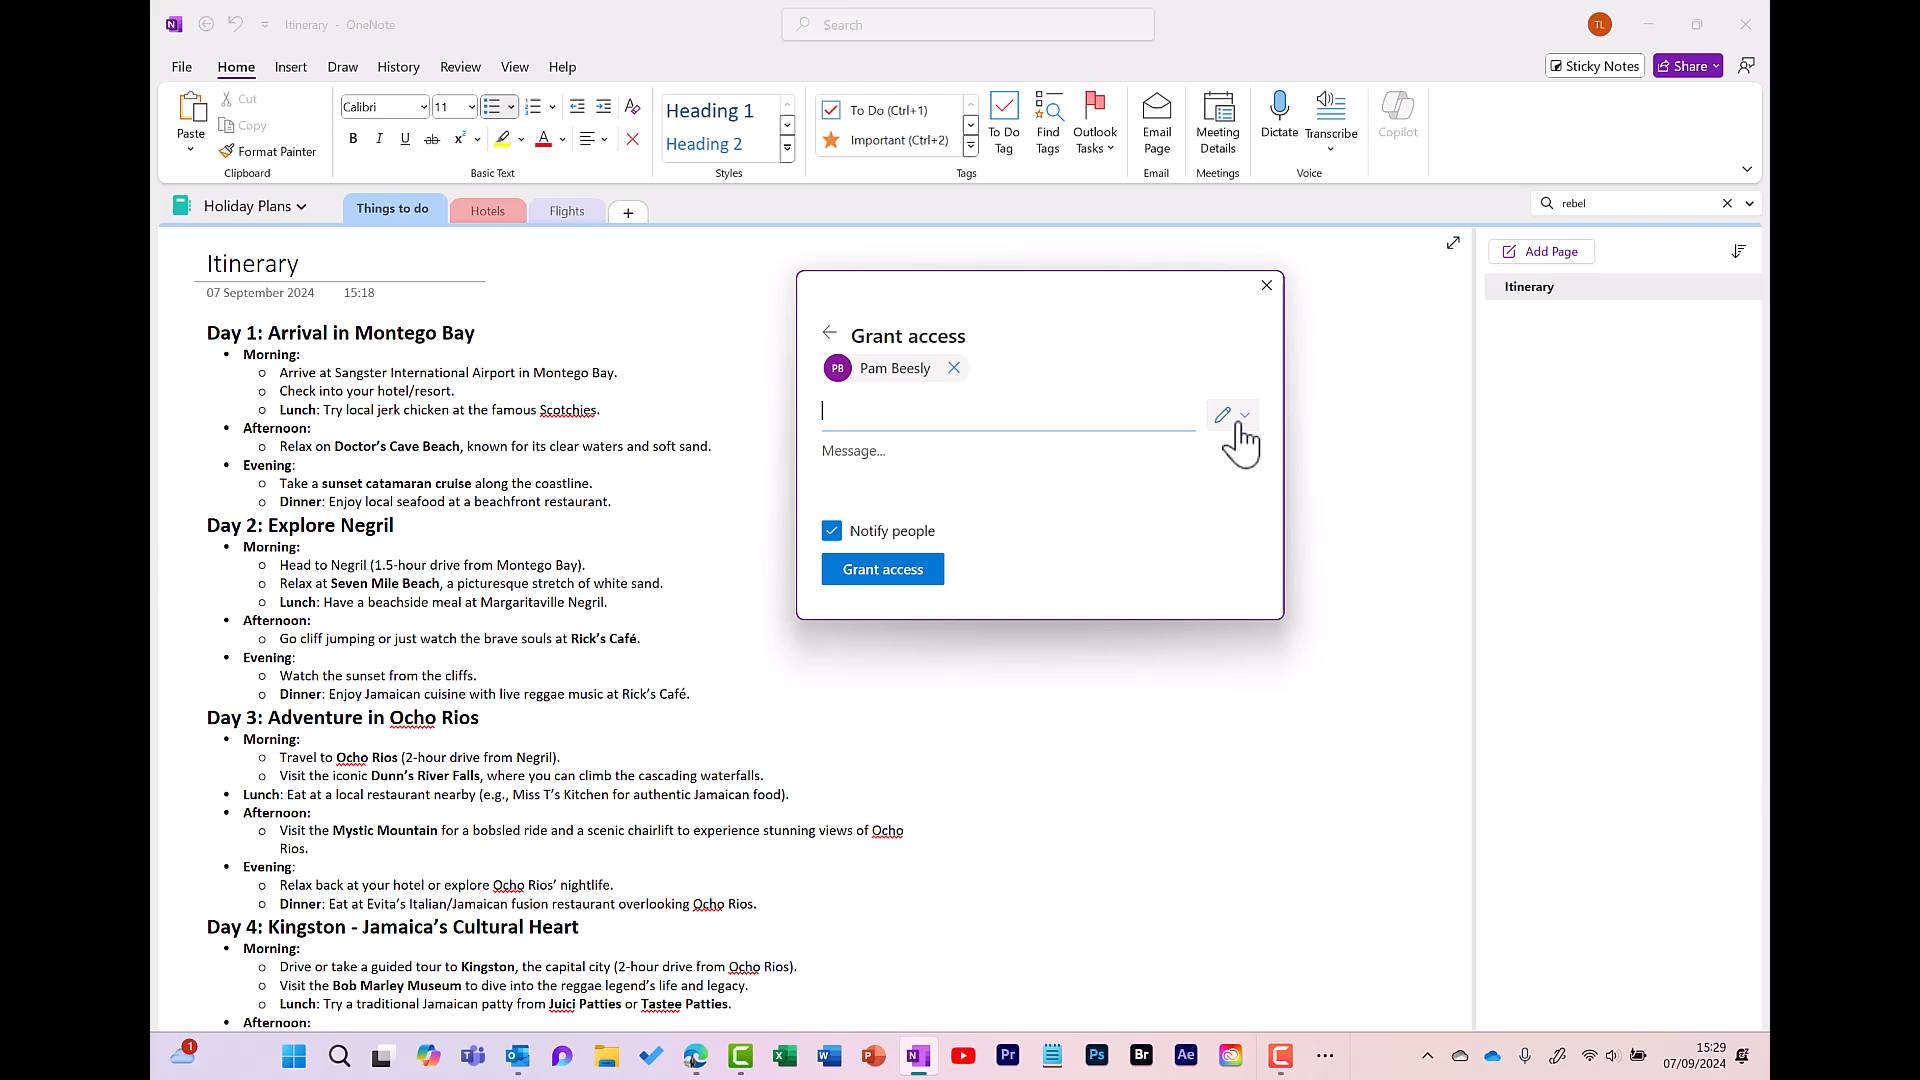 Itinerary - OneNote
Search
TL
File Home Insert Draw History Review View Help
Sticky Notes
Share
Paste
Cut
Copy
Format Painter
Clipboard
Calibri
11
B I U ab x²
A
Basic Text
Heading 1
Heading 2
Styles
To Do (Ctrl+1)
Important (Ctrl+2)
To Do
Tag
Find
Tags
Outlook
Tasks
Tags
Email
Page
Email
Meeting
Details
Meetings
Dictate
Transcribe
Voice
Copilot
Holiday Plans
Things to do
Hotels
Flights
rebel
Add Page
Itinerary
Itinerary
07 September 2024 15:18
Day 1: Arrival in Montego Bay
Morning:
Arrive at Sangster International Airport in Montego Bay.
Check into your hotel/resort.
Lunch: Try local jerk chicken at the famous Scotchies.
Afternoon:
Relax on Doctor’s Cave Beach, known for its clear waters and soft sand.
Evening:
Take a sunset catamaran cruise along the coastline.
Dinner: Enjoy local seafood at a beachfront restaurant.
Day 2: Explore Negril
Morning:
Head to Negril (1.5-hour drive from Montego Bay).
Relax at Seven Mile Beach, a picturesque stretch of white sand.
Lunch: Have a beachside meal at Margaritaville Negril.
Afternoon:
Go cliff jumping or just watch the brave souls at Rick’s Café.
Evening:
Watch the sunset from the cliffs.
Dinner: Enjoy Jamaican cuisine with live reggae music at Rick’s Café.
Day 3: Adventure in Ocho Rios
Morning:
Travel to Ocho Rios (2-hour drive from Negril).
Visit the iconic Dunn’s River Falls, where you can climb the cascading waterfalls.
Lunch: Eat at a local restaurant nearby (e.g., Miss T’s Kitchen for authentic Jamaican food).
Afternoon:
Visit the Mystic Mountain for a bobsled ride and a scenic chairlift to experience stunning views of Ocho
Rios.
Evening:
Relax back at your hotel or explore Ocho Rios’ nightlife.
Dinner: Eat at Evita’s Italian/Jamaican fusion restaurant overlooking Ocho Rios.
Day 4: Kingston - Jamaica’s Cultural Heart
Morning:
Drive or take a guided tour to Kingston, the capital city (2-hour drive from Ocho Rios).
Visit the Bob Marley Museum to dive into the reggae legend’s life and legacy.
Lunch: Try a traditional Jamaican patty from Juici Patties or Tastee Patties.
Afternoon:
Grant access
PB Pam Beesly
Message...
Notify people
Grant access
1
Pr
Ps
Br
Ae
15:29
07/09/2024